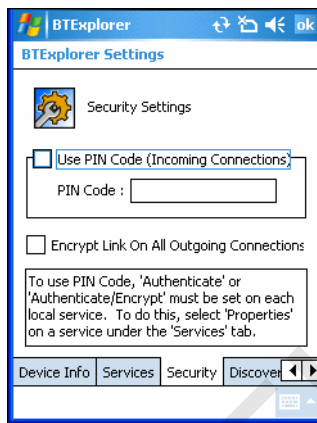 BTExplorer ok
BTExplorer Settings
Security Settings
Use PIN Code (Incoming Connections)
PIN Code :
Encrypt Link On All Outgoing Connections
To use PIN Code, 'Authenticate' or
'Authenticate/Encrypt' must be set on each
local service. To do this, select 'Properties'
on a service under the 'Services' tab.
Device Info Services Security Discover